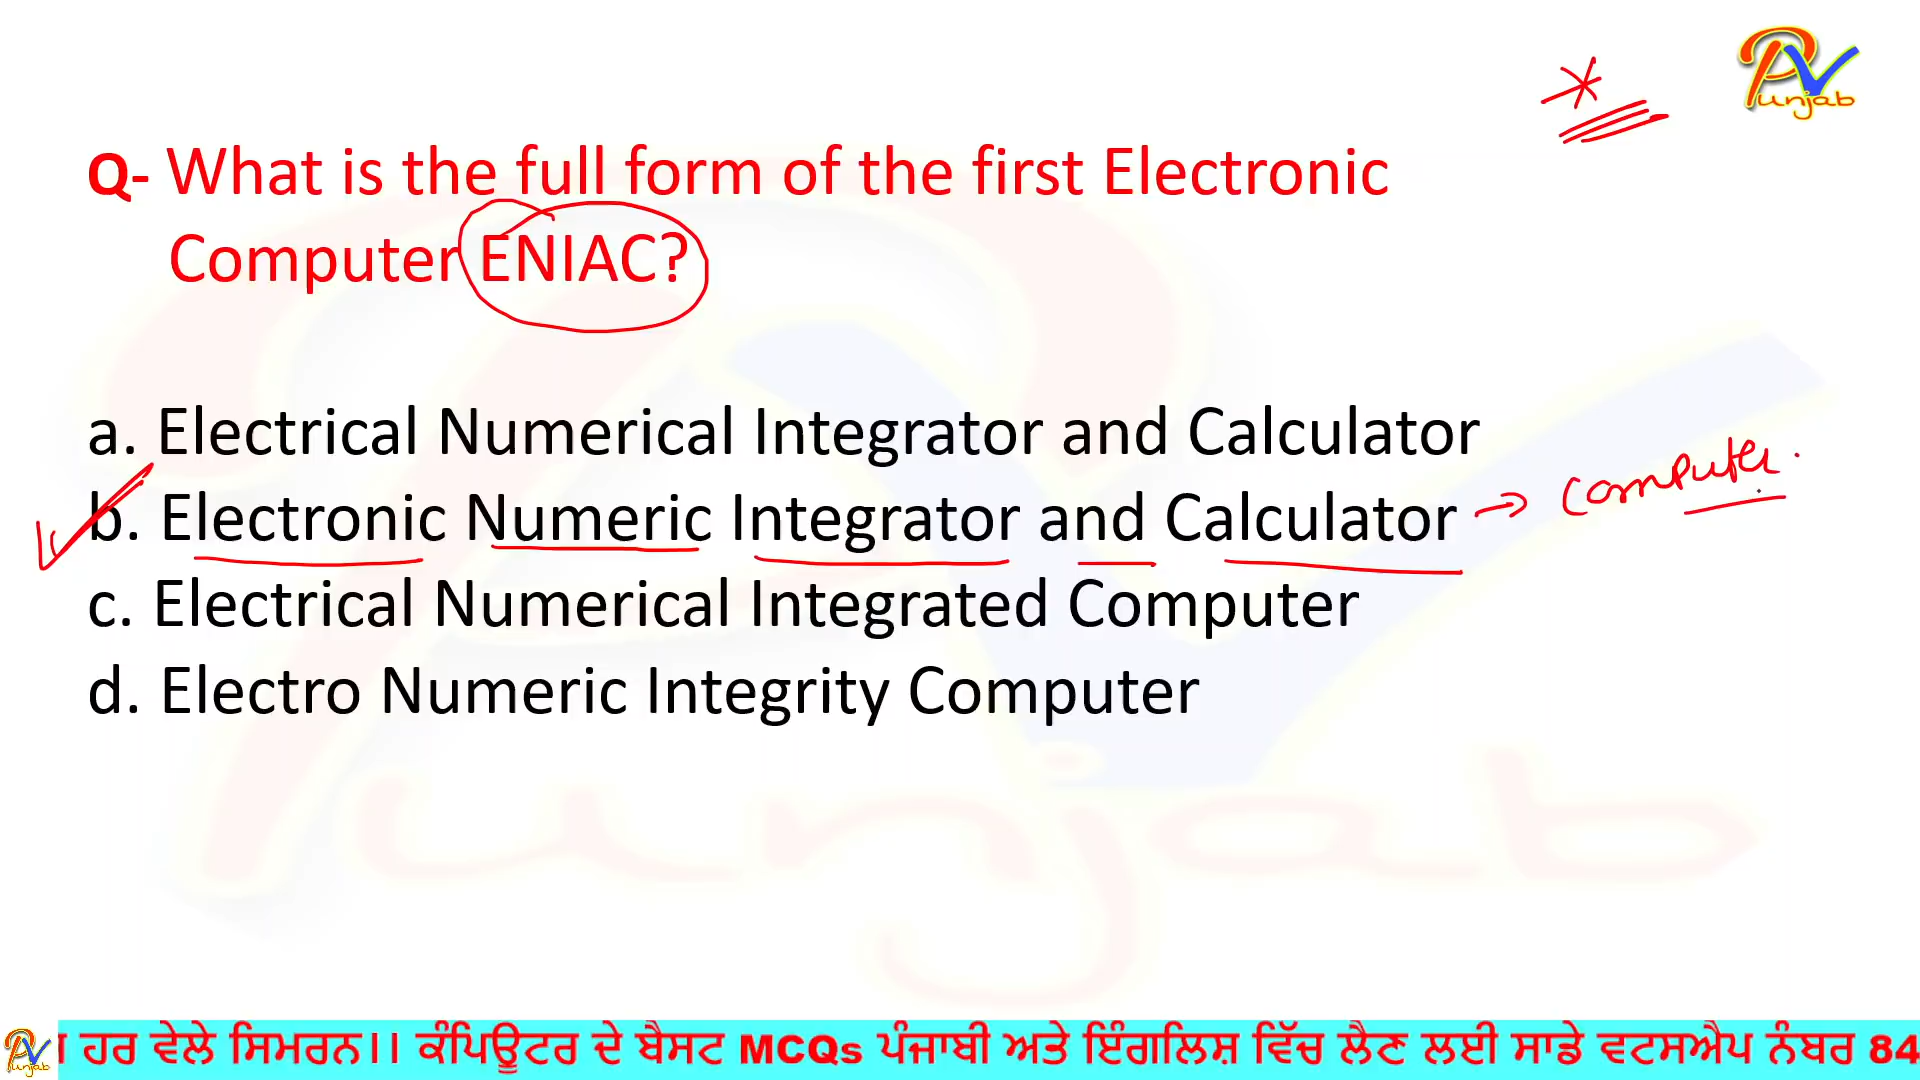 Punjab
Q- What is the full form of the first Electronic
Computer ENIAC?
a. Electrical Numerical Integrator and Calculator
b. Electronic Numeric Integrator and Calculator → computer.
c. Electrical Numerical Integrated Computer
d. Electro Numeric Integrity Computer
Punjab
Punjab
ਹਰ ਵੇਲੇ ਸਿਮਰਨ।। ਕੰਪਿਊਟਰ ਦੇ ਬੈਸਟ MCQs ਪੰਜਾਬੀ ਅਤੇ ਇੰਗਲਿਸ਼ ਵਿੱਚ ਲੈਣ ਲਈ ਸਾਡੇ ਵਟਸਐਪ ਨੰਬਰ 84